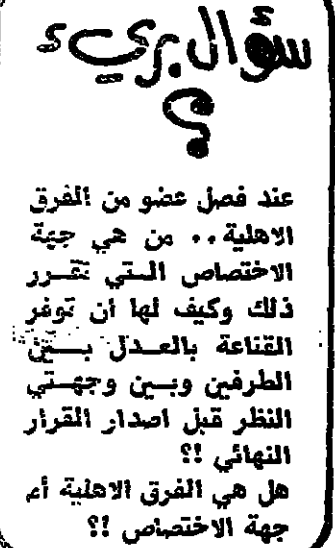 سؤال بريء
؟
عند فصل عضو من الفرق
الاهلية .. من هي جهة
الاختصاص التي تقرر
ذلك وكيف لها أن توفر
القناعة بالعدل بين
الطرفين وبين وجهتي
النظر قبل اصدار القرار
النهائي !؟
هل هي الفرق الاهلية أم
جهة الاختصاص !؟